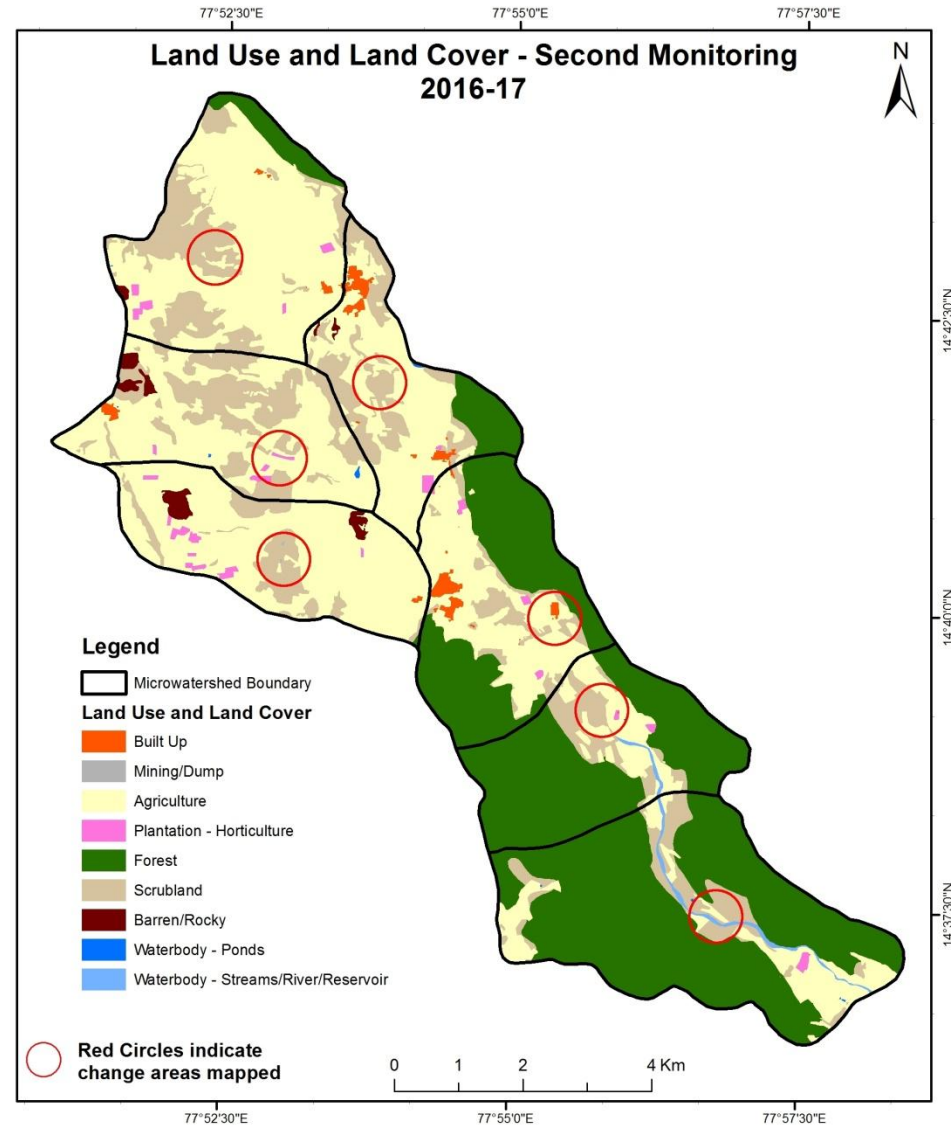 77°52'30"E 77°55'0"E 77°57'30"E
Land Use and Land Cover - Second Monitoring
2016-17
N
14°42'30"N
14°40'0"N
14°37'30"N
Legend
Microwatershed Boundary
Land Use and Land Cover
Built Up
Mining/Dump
Agriculture
Plantation - Horticulture
Forest
Scrubland
Barren/Rocky
Waterbody - Ponds
Waterbody - Streams/River/Reservoir
Red Circles indicate
change areas mapped
0 1 2 4 Km
77°52'30"E 77°55'0"E 77°57'30"E